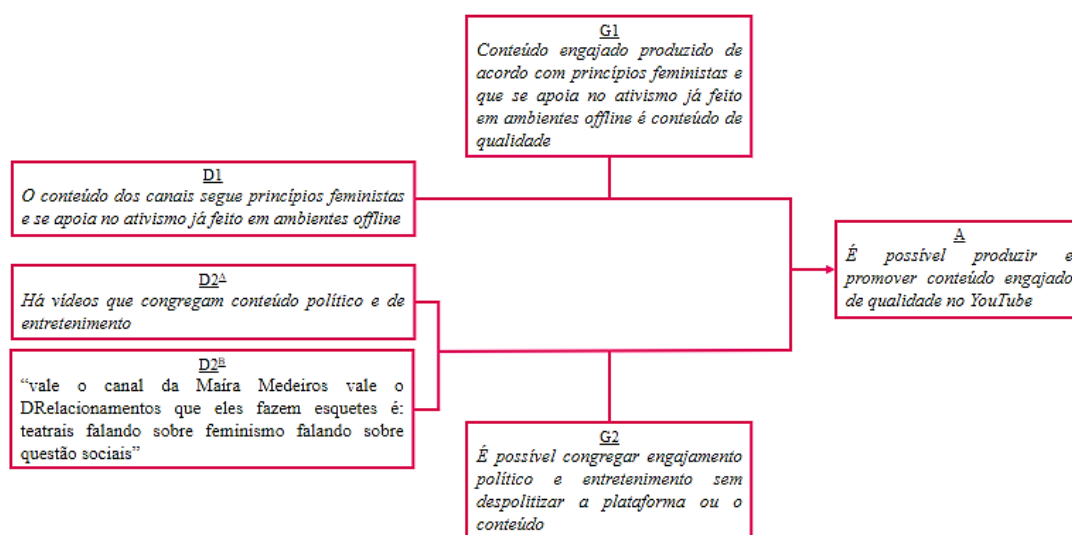 G1
Conteúdo engajado produzido de
acordo com princípios feministas e
que se apoia no ativismo já feito
em ambientes offline é conteúdo de
qualidade
D1
O conteúdo dos canais segue princípios feministas
e se apoia no ativismo já feito em ambientes offline
A
É possível produzir e
promover conteúdo engajado
de qualidade no YouTube
D2A
Há vídeos que congregam conteúdo político e de
entretenimento
D2B
“vale o canal da Maíra Medeiros vale o
DRelacionamentos que eles fazem esquetes é:
teatrais falando sobre feminismo falando sobre
questão sociais”
G2
É possível congregar engajamento
político e entretenimento sem
despolitizar a plataforma ou o
conteúdo